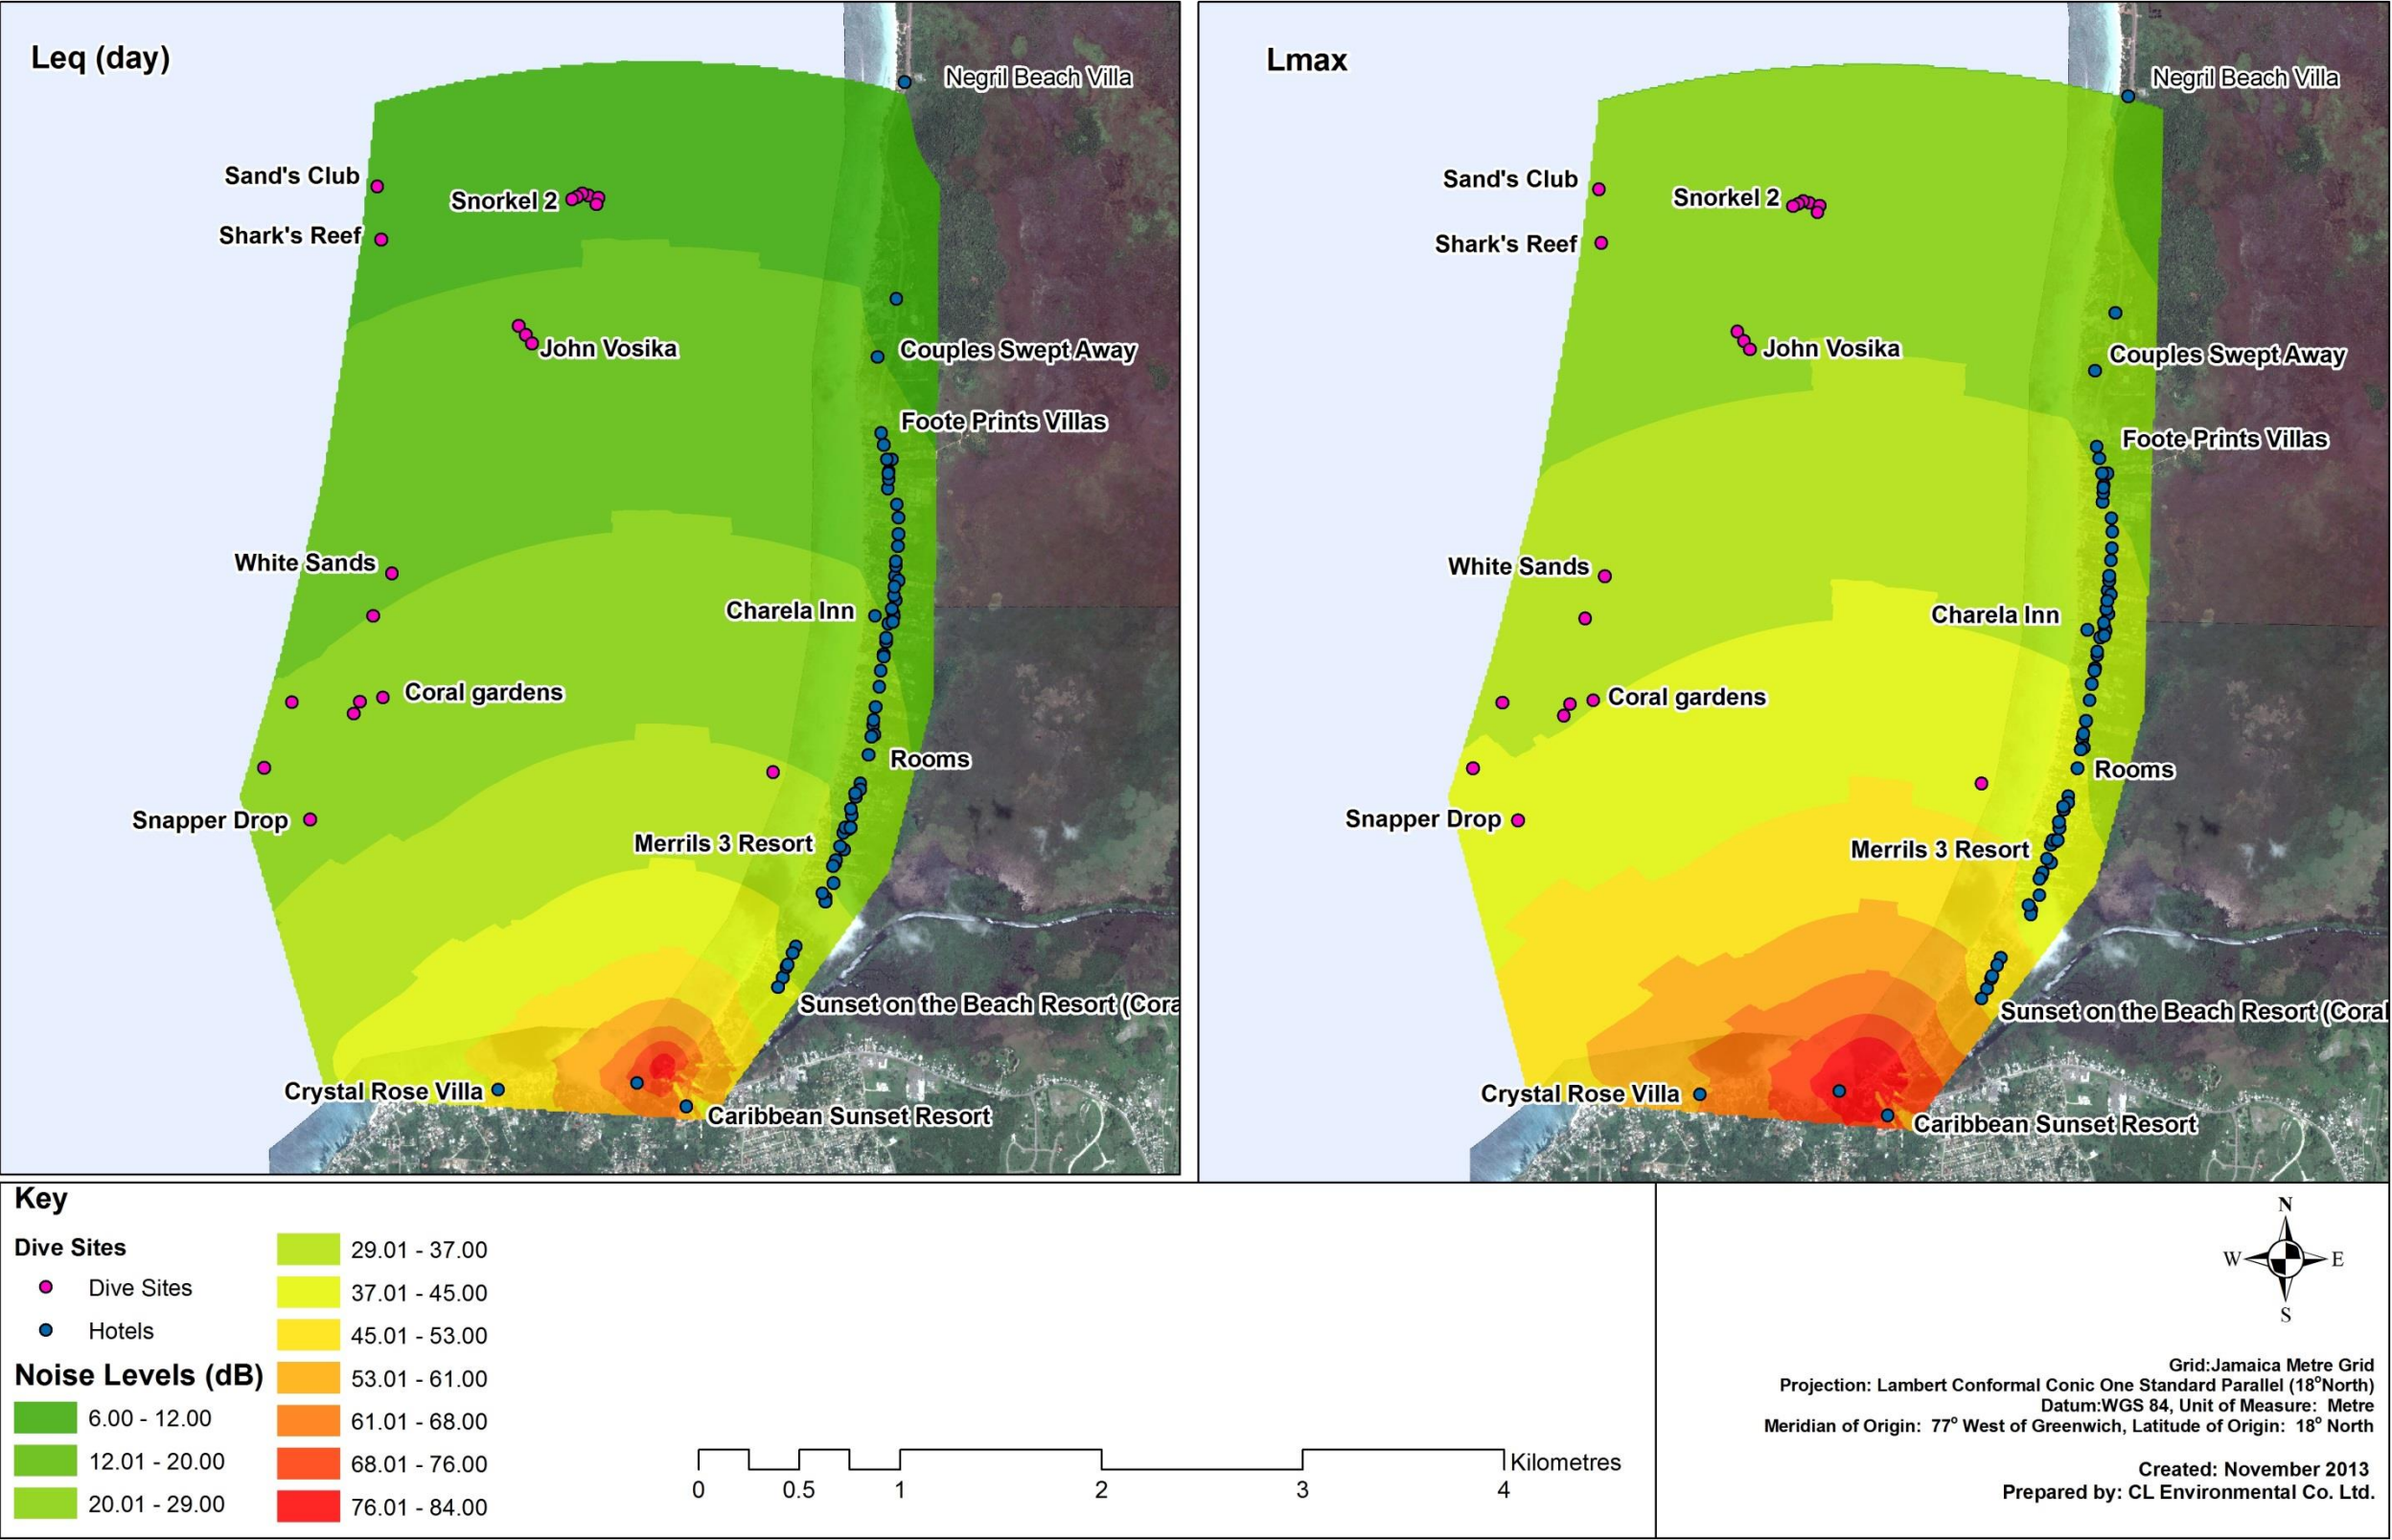 Leq (day)
Negril Beach Villa
Sand's Club
Snorkel 2
Shark's Reef
John Vosika
Couples Swept Away
Foote Prints Villas
White Sands
Charela Inn
Coral gardens
Rooms
Snapper Drop
Merrils 3 Resort
Sunset on the Beach Resort (Cora
Crystal Rose Villa
Caribbean Sunset Resort
Lmax
Negril Beach Villa
Sand's Club
Snorkel 2
Shark's Reef
John Vosika
Couples Swept Away
Foote Prints Villas
White Sands
Charela Inn
Coral gardens
Rooms
Snapper Drop
Merrils 3 Resort
Sunset on the Beach Resort (Coral
Crystal Rose Villa
Caribbean Sunset Resort
Key
Dive Sites
Dive Sites
Hotels
Noise Levels (dB)
6.00 - 12.00
12.01 - 20.00
20.01 - 29.00
29.01 - 37.00
37.01 - 45.00
45.01 - 53.00
53.01 - 61.00
61.01 - 68.00
68.01 - 76.00
76.01 - 84.00
Kilometres
0 0.5 1 2 3 4
N
W E
S
Grid:Jamaica Metre Grid
Projection: Lambert Conformal Conic One Standard Parallel (18°North)
Datum:WGS 84, Unit of Measure: Metre
Meridian of Origin: 77° West of Greenwich, Latitude of Origin: 18° North
Created: November 2013
Prepared by: CL Environmental Co. Ltd.